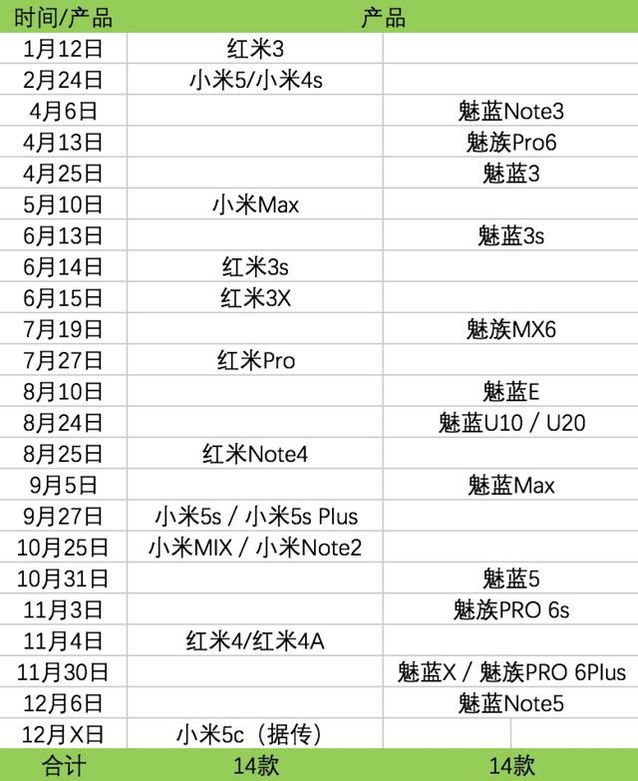 时间/产品 产品
1月12日 红米3
2月24日 小米5/小米4s
4月6日 魅蓝Note3
4月13日 魅族Pro6
4月25日 魅蓝3
5月10日 小米Max
6月13日 魅蓝3s
6月14日 红米3s
6月15日 红米3X
7月19日 魅族MX6
7月27日 红米Pro
8月10日 魅蓝E
8月24日 魅蓝U10 / U20
8月25日 红米Note4
9月5日 魅蓝Max
9月27日 小米5s / 小米5s Plus
10月25日 小米MIX / 小米Note2
10月31日 魅蓝5
11月3日 魅族PRO 6s
11月4日 红米4/红米4A
11月30日 魅蓝X / 魅族PRO 6Plus
12月6日 魅蓝Note5
12月X日 小米5c（据传）
合计 14款 14款